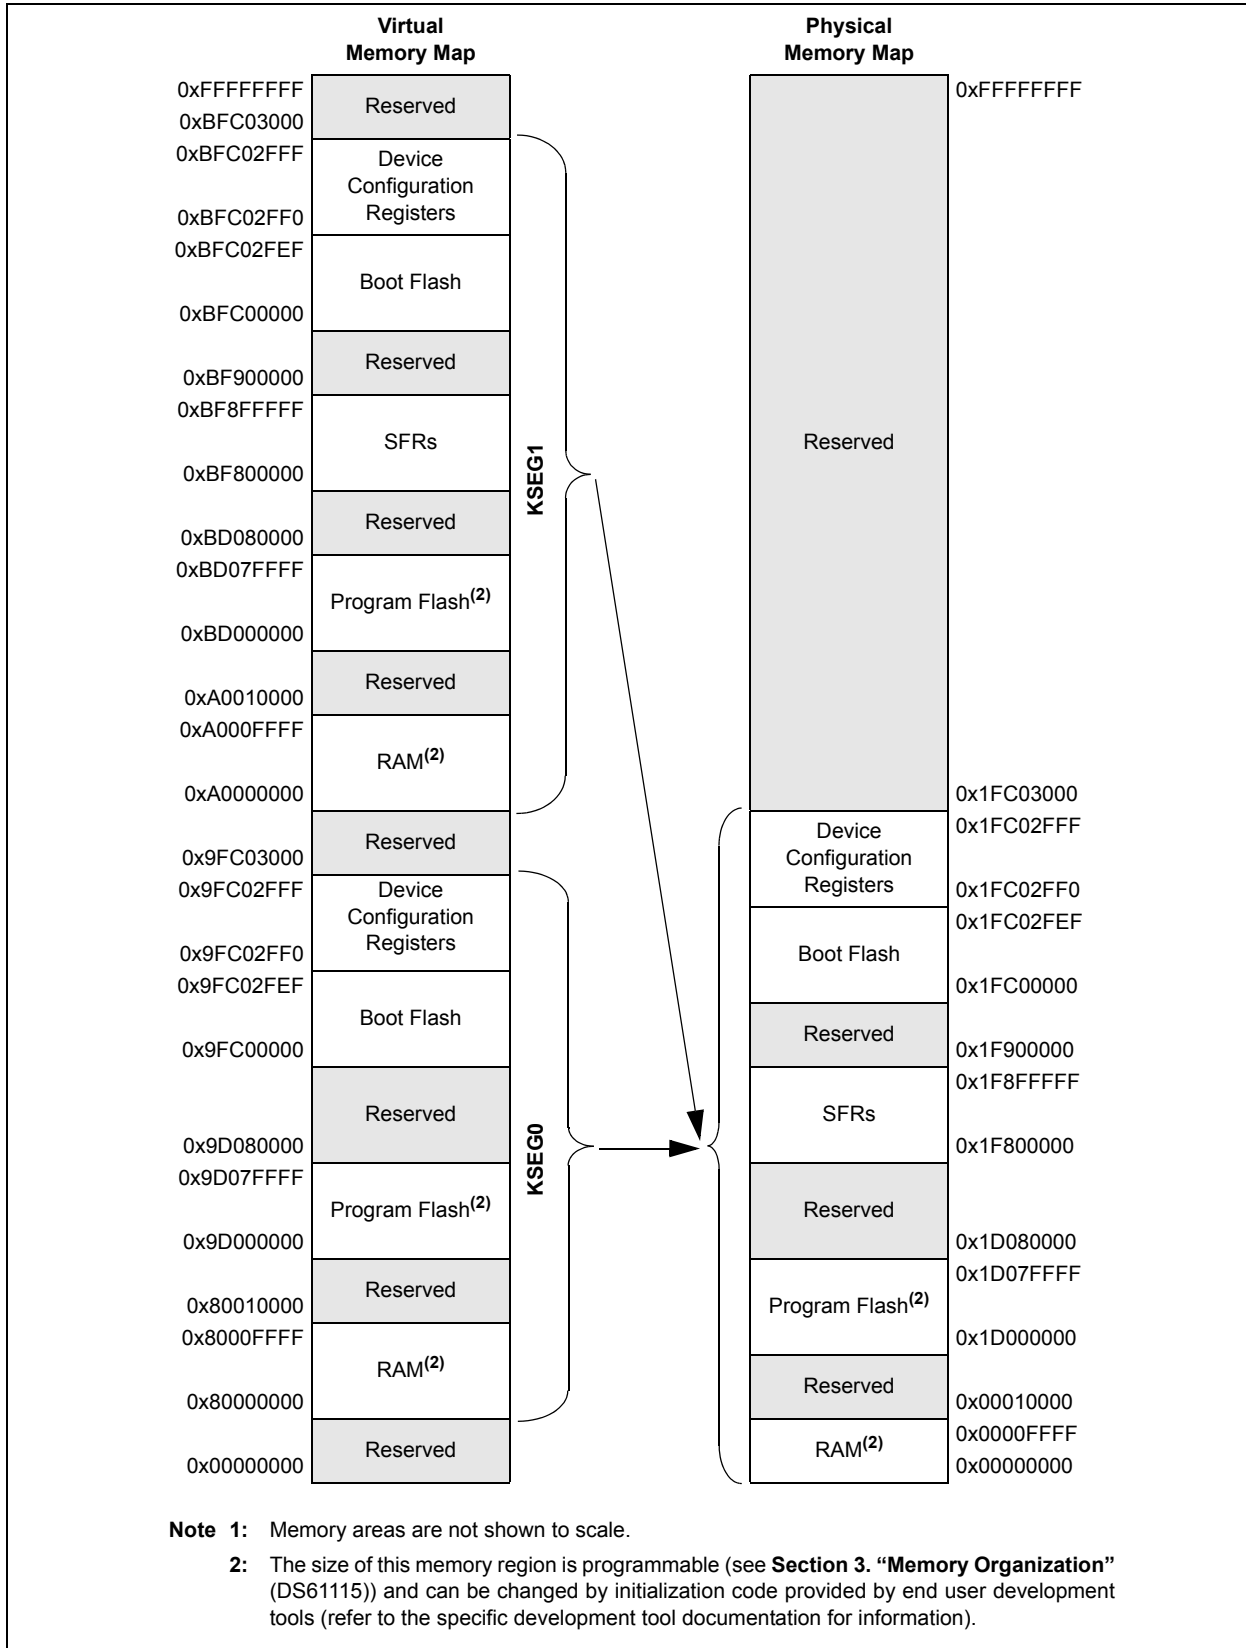 Virtual
Memory Map
Physical
Memory Map
0xFFFFFFFF
Reserved
0xBFC03000
0xBFC02FFF
Device
Configuration
Registers
0xBFC02FF0
0xBFC02FEF
Boot Flash
0xBFC00000
Reserved
0xBF900000
0xBF8FFFFF
SFRs
0xBF800000
Reserved
0xBD080000
0xBD07FFFF
Program Flash(2)
0xBD000000
Reserved
0xA0010000
0xA000FFFF
RAM(2)
0xA0000000
KSEG1
Reserved
0x9FC03000
0x9FC02FFF
Device
Configuration
Registers
0x9FC02FF0
0x9FC02FEF
Boot Flash
0x9FC00000
Reserved
0x9D080000
0x9D07FFFF
Program Flash(2)
0x9D000000
Reserved
0x80010000
0x8000FFFF
RAM(2)
0x80000000
KSEG0
Reserved
0x00000000
0xFFFFFFFF
Reserved
0x1FC03000
0x1FC02FFF
Device
Configuration
Registers
0x1FC02FF0
0x1FC02FEF
Boot Flash
0x1FC00000
Reserved
0x1F900000
0x1F8FFFFF
SFRs
0x1F800000
Reserved
0x1D080000
0x1D07FFFF
Program Flash(2)
0x1D000000
Reserved
0x00010000
0x0000FFFF
RAM(2)
0x00000000
Note 1: Memory areas are not shown to scale.
2: The size of this memory region is programmable (see Section 3. “Memory Organization”
(DS61115)) and can be changed by initialization code provided by end user development
tools (refer to the specific development tool documentation for information).